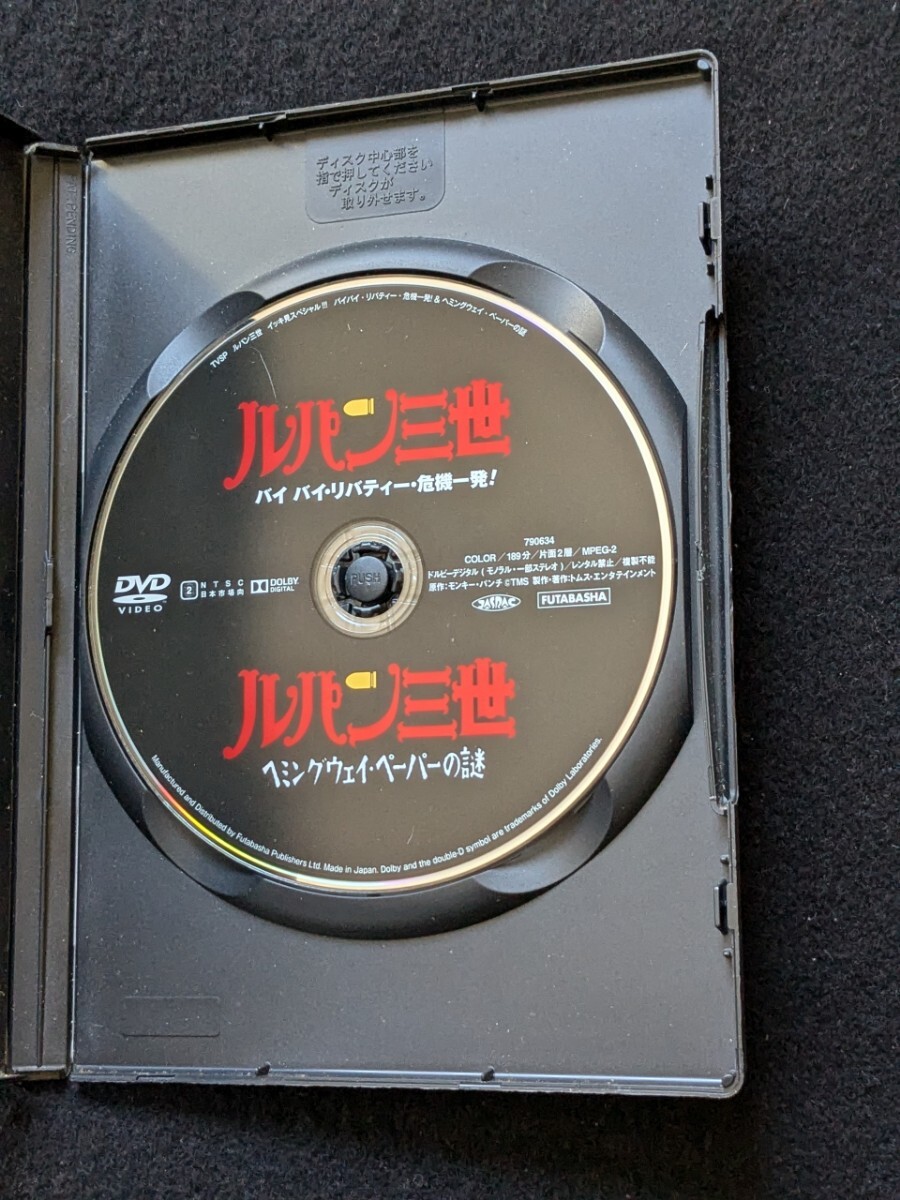 ディスク中心部を
指で押してください
ディスクが
取り外せます。
TVSP ルパン三世 イッキ見スペシャル!!! バイバイ・リバティー・危機一発! & ヘミングウェイ・ペーパーの謎
ルパン三世
バイ バイ・リバティー・危機一発!
790634
COLOR/189分/片面2層/MPEG-2
ドルビーデジタル(モノラル・一部ステレオ)/レンタル禁止/複製不能
原作:モンキー・パンチ ©TMS 製作・著作:トムス・エンタテインメント
DVD
VIDEO
2
NTSC
日本市場向
DOLBY
DIGITAL
PUSH
JASRAC
FUTABASHA
ルパン三世
ヘミングウェイ・ペーパーの謎
Manufactured and Distributed by Futabasha Publishers Ltd. Made in Japan. Dolby and the double-D symbol are trademarks of Dolby Laboratories.